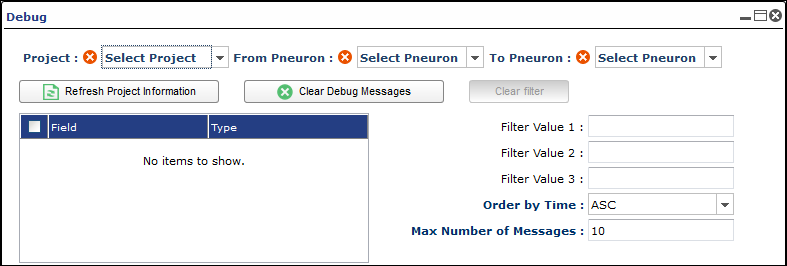 Debug
Project : Select Project From Pneuron : Select Pneuron To Pneuron : Select Pneuron
Refresh Project Information Clear Debug Messages Clear filter
Field Type
No items to show.
Filter Value 1 :
Filter Value 2 :
Filter Value 3 :
Order by Time : ASC
Max Number of Messages : 10